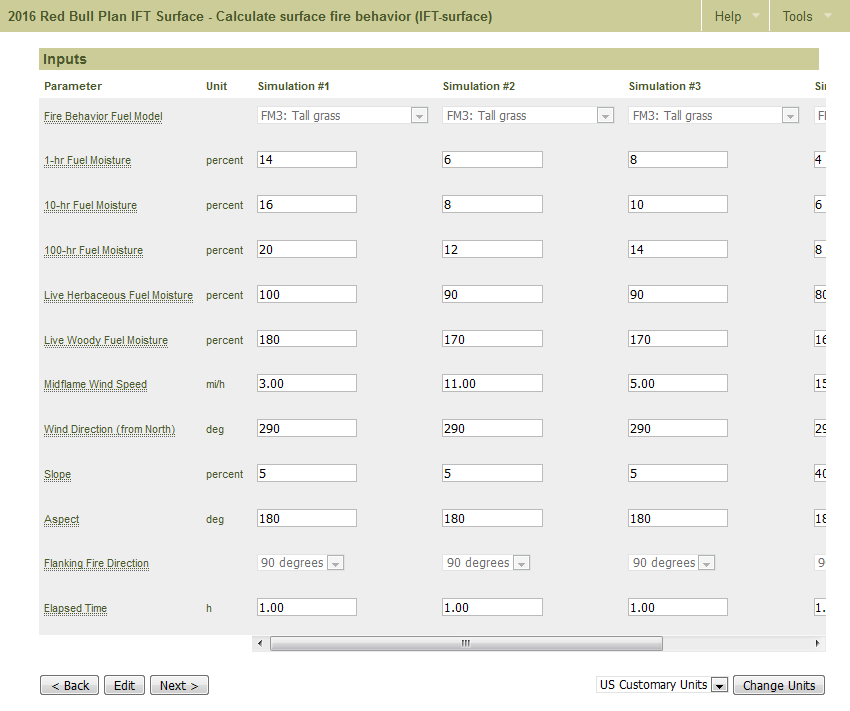 2016 Red Bull Plan IFT Surface - Calculate surface fire behavior (IFT-surface) Help Tools
Inputs
Parameter Unit Simulation #1 Simulation #2 Simulation #3
Fire Behavior Fuel Model FM3: Tall grass FM3: Tall grass FM3: Tall grass
1-hr Fuel Moisture percent 14 6 8 4
10-hr Fuel Moisture percent 16 8 10 6
100-hr Fuel Moisture percent 20 12 14 8
Live Herbaceous Fuel Moisture percent 100 90 90 80
Live Woody Fuel Moisture percent 180 170 170
Midflame Wind Speed mi/h 3.00 11.00 5.00
Wind Direction (from North) deg 290 290 290
Slope percent 5 5 5 40
Aspect deg 180 180 180
Flanking Fire Direction 90 degrees 90 degrees 90 degrees
Elapsed Time h 1.00 1.00 1.00
< Back Edit Next > US Customary Units Change Units